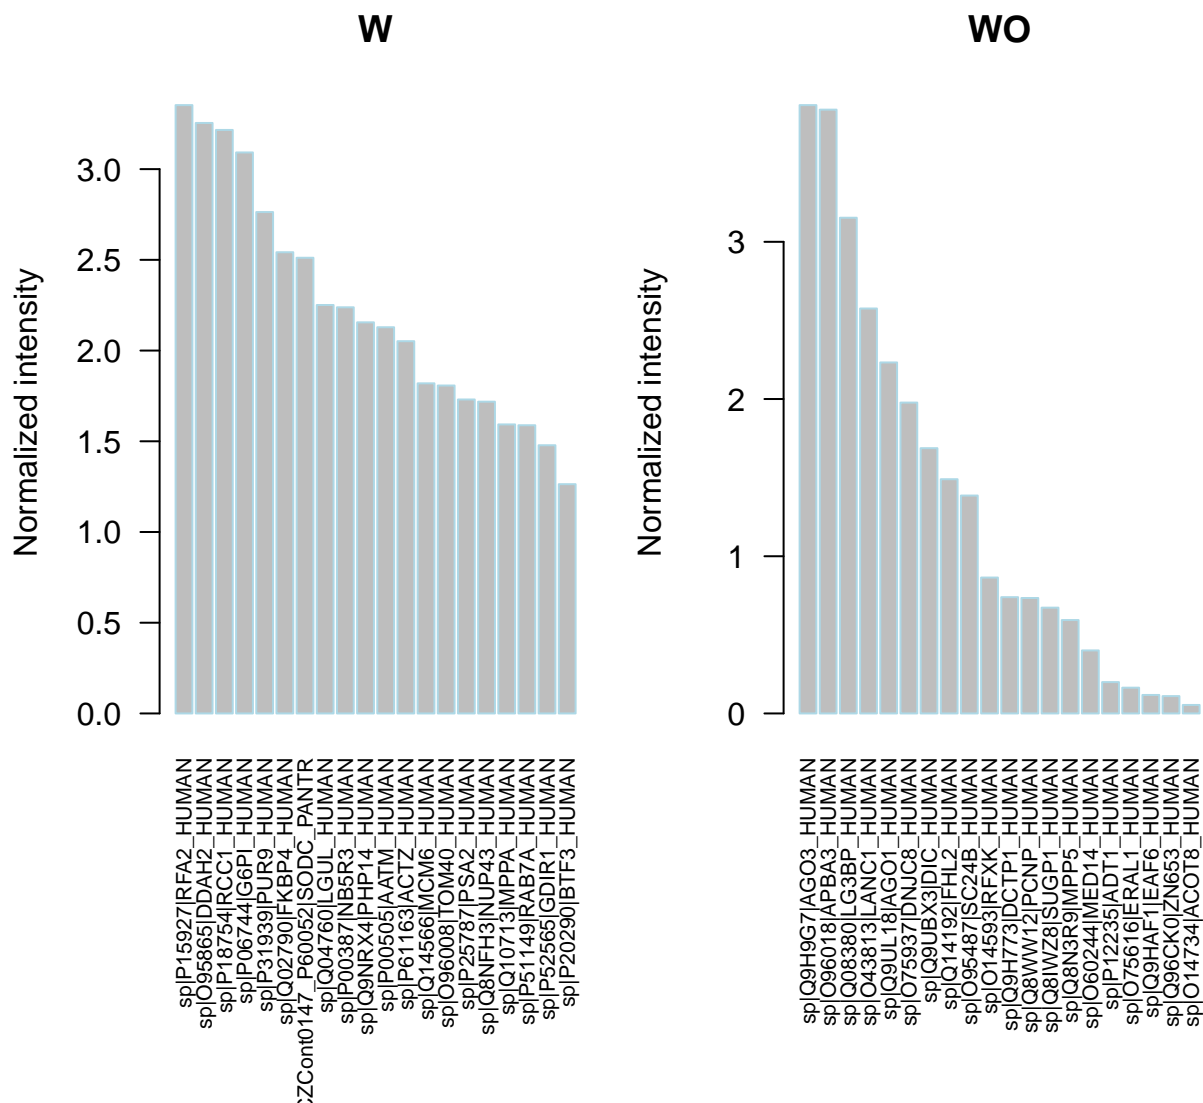 W
Normalized intensity
3.0
2.5
2.0
1.5
1.0
0.5
0.0
sp|P15927|RFA2_HUMAN
sp|O95865|DDAH2_HUMAN
sp|P18754|RCC1_HUMAN
sp|P06744|G6PI_HUMAN
sp|P31939|PUR9_HUMAN
sp|Q02790|FKBP4_HUMAN
ZCont0147_P60052|SODC_PANTR
sp|Q04760|LGUL_HUMAN
sp|P00387|NB5R3_HUMAN
sp|Q9NRX4|PHP14_HUMAN
sp|P00505|AATM_HUMAN
sp|P61163|ACTZ_HUMAN
sp|Q14566|MCM6_HUMAN
sp|O96008|TOM40_HUMAN
sp|P25787|PSA2_HUMAN
sp|Q8NFH3|NUP43_HUMAN
sp|Q10713|MPPA_HUMAN
sp|P51149|RAB7A_HUMAN
sp|P52565|GDIR1_HUMAN
sp|P20290|BTF3_HUMAN
WO
Normalized intensity
3
2
1
0
sp|Q9H9G7|AGO3_HUMAN
sp|O96018|APBA3_HUMAN
sp|Q08380|LG3BP_HUMAN
sp|O43813|LANC1_HUMAN
sp|Q9UL18|AGO1_HUMAN
sp|O75937|DNJC8_HUMAN
sp|Q9UBX3|DIC_HUMAN
sp|Q14192|FHL2_HUMAN
sp|O95487|SC24B_HUMAN
sp|O14593|RFXK_HUMAN
sp|Q9H773|DCTP1_HUMAN
sp|Q8WW12|PCNP_HUMAN
sp|Q8IWZ8|SUGP1_HUMAN
sp|Q8N3R9|MPP5_HUMAN
sp|O60244|MED14_HUMAN
sp|P12235|ADT1_HUMAN
sp|O75616|ERAL1_HUMAN
sp|Q9HAF1|EAF6_HUMAN
sp|Q96CK0|ZN653_HUMAN
sp|O14734|ACOT8_HUMAN